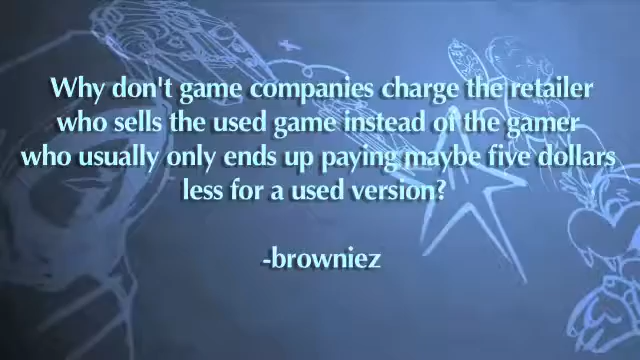 Why don't game companies charge the retailer
who sells the used game instead of the gamer
who usually only ends up paying maybe five dollars
less for a used version?
-browniez